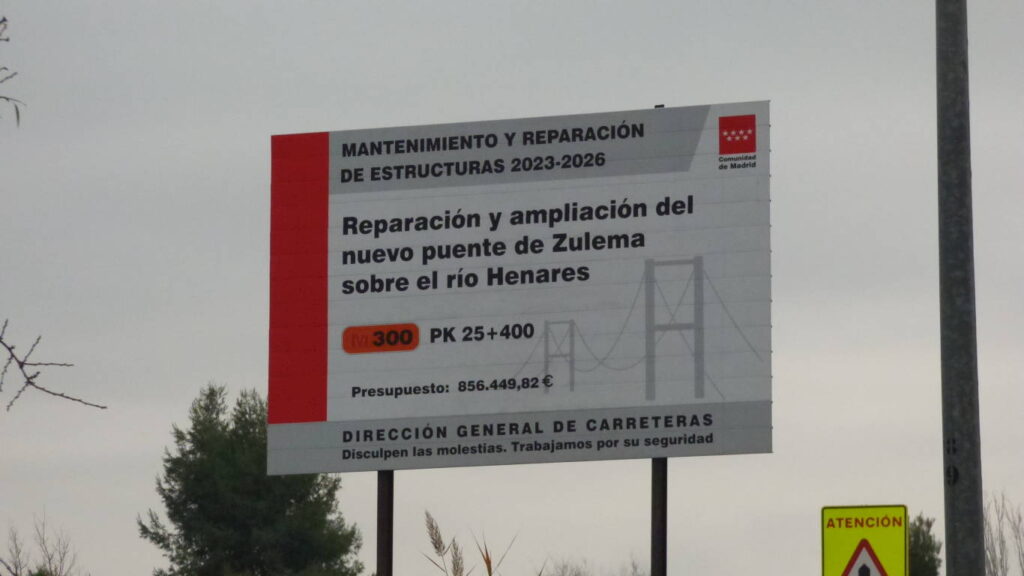 MANTENIMIENTO Y REPARACIÓN
DE ESTRUCTURAS 2023-2026
Comunidad
de Madrid
Reparación y ampliación del
nuevo puente de Zulema
sobre el río Henares
M 300 PK 25+400
Presupuesto: 856.449,82 €
DIRECCIÓN GENERAL DE CARRETERAS
Disculpen las molestias. Trabajamos por su seguridad
ATENCIÓN